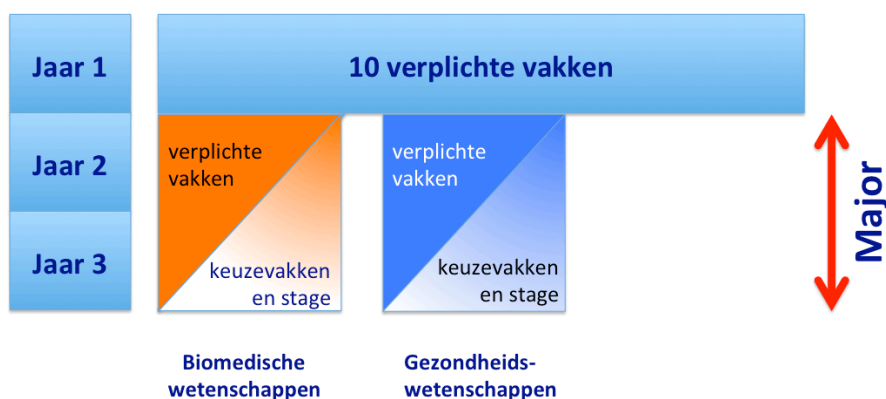 Jaar 1
10 verplichte vakken
Jaar 2
verplichte
vakken
verplichte
vakken
Major
Jaar 3
keuzevakken
en stage
keuzevakken
en stage
Biomedische
wetenschappen
Gezondheids-
wetenschappen